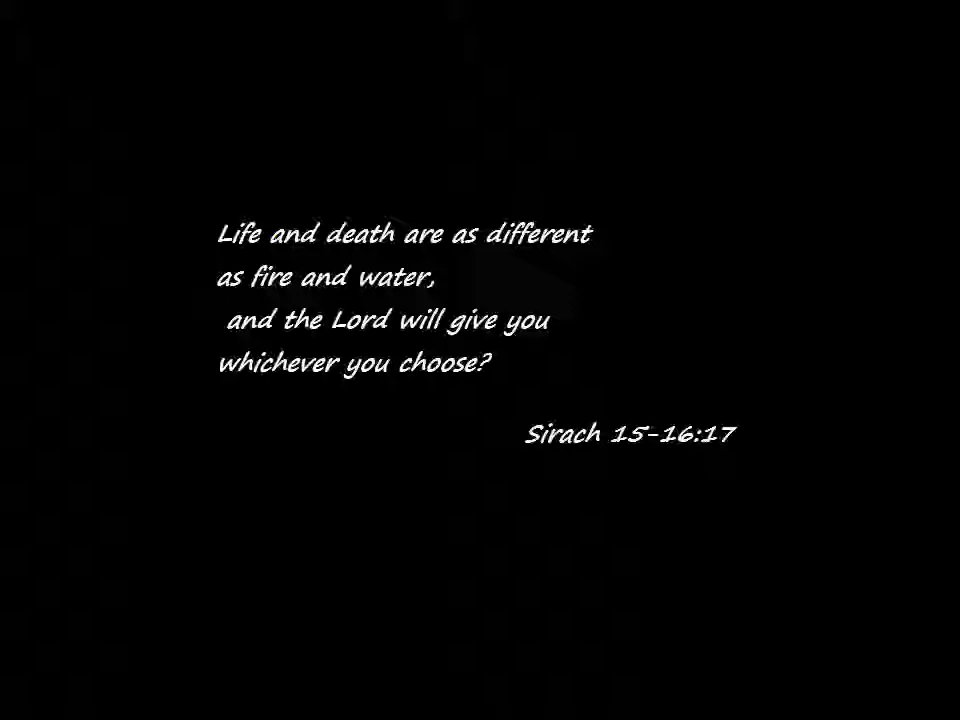 Life and death are as different
as fire and water,
and the Lord will give you
whichever you choose?
Sirach 15-16:17